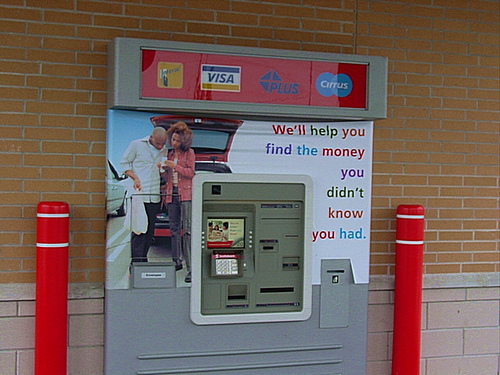 VISA
PLUS
Cirrus
We'll help you
find the money
you
didn't
know
you had.